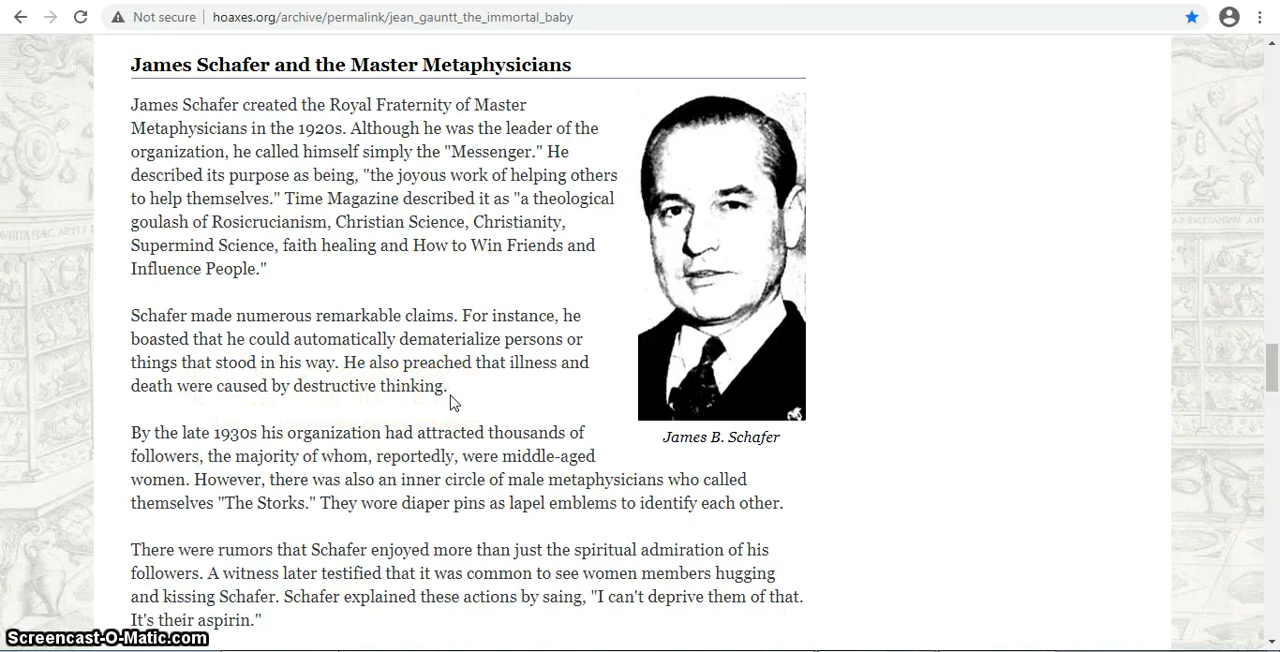 Not secure | hoaxes.org/archive/permalink/jean_gauntt_the_immortal_baby
James Schafer and the Master Metaphysicians
James Schafer created the Royal Fraternity of Master
Metaphysicians in the 1920s. Although he was the leader of the
organization, he called himself simply the "Messenger." He
described its purpose as being, "the joyous work of helping others
to help themselves." Time Magazine described it as "a theological
goulash of Rosicrucianism, Christian Science, Christianity,
Supermind Science, faith healing and How to Win Friends and
Influence People."
Schafer made numerous remarkable claims. For instance, he
boasted that he could automatically dematerialize persons or
things that stood in his way. He also preached that illness and
death were caused by destructive thinking.
James B. Schafer
By the late 1930s his organization had attracted thousands of
followers, the majority of whom, reportedly, were middle-aged
women. However, there was also an inner circle of male metaphysicians who called
themselves "The Storks." They wore diaper pins as lapel emblems to identify each other.
There were rumors that Schafer enjoyed more than just the spiritual admiration of his
followers. A witness later testified that it was common to see women members hugging
and kissing Schafer. Schafer explained these actions by saing, "I can't deprive them of that.
It's their aspirin."
Screencast-O-Matic.com